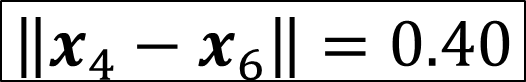 ||𝒙₄ − 𝒙₆|| = 0.40